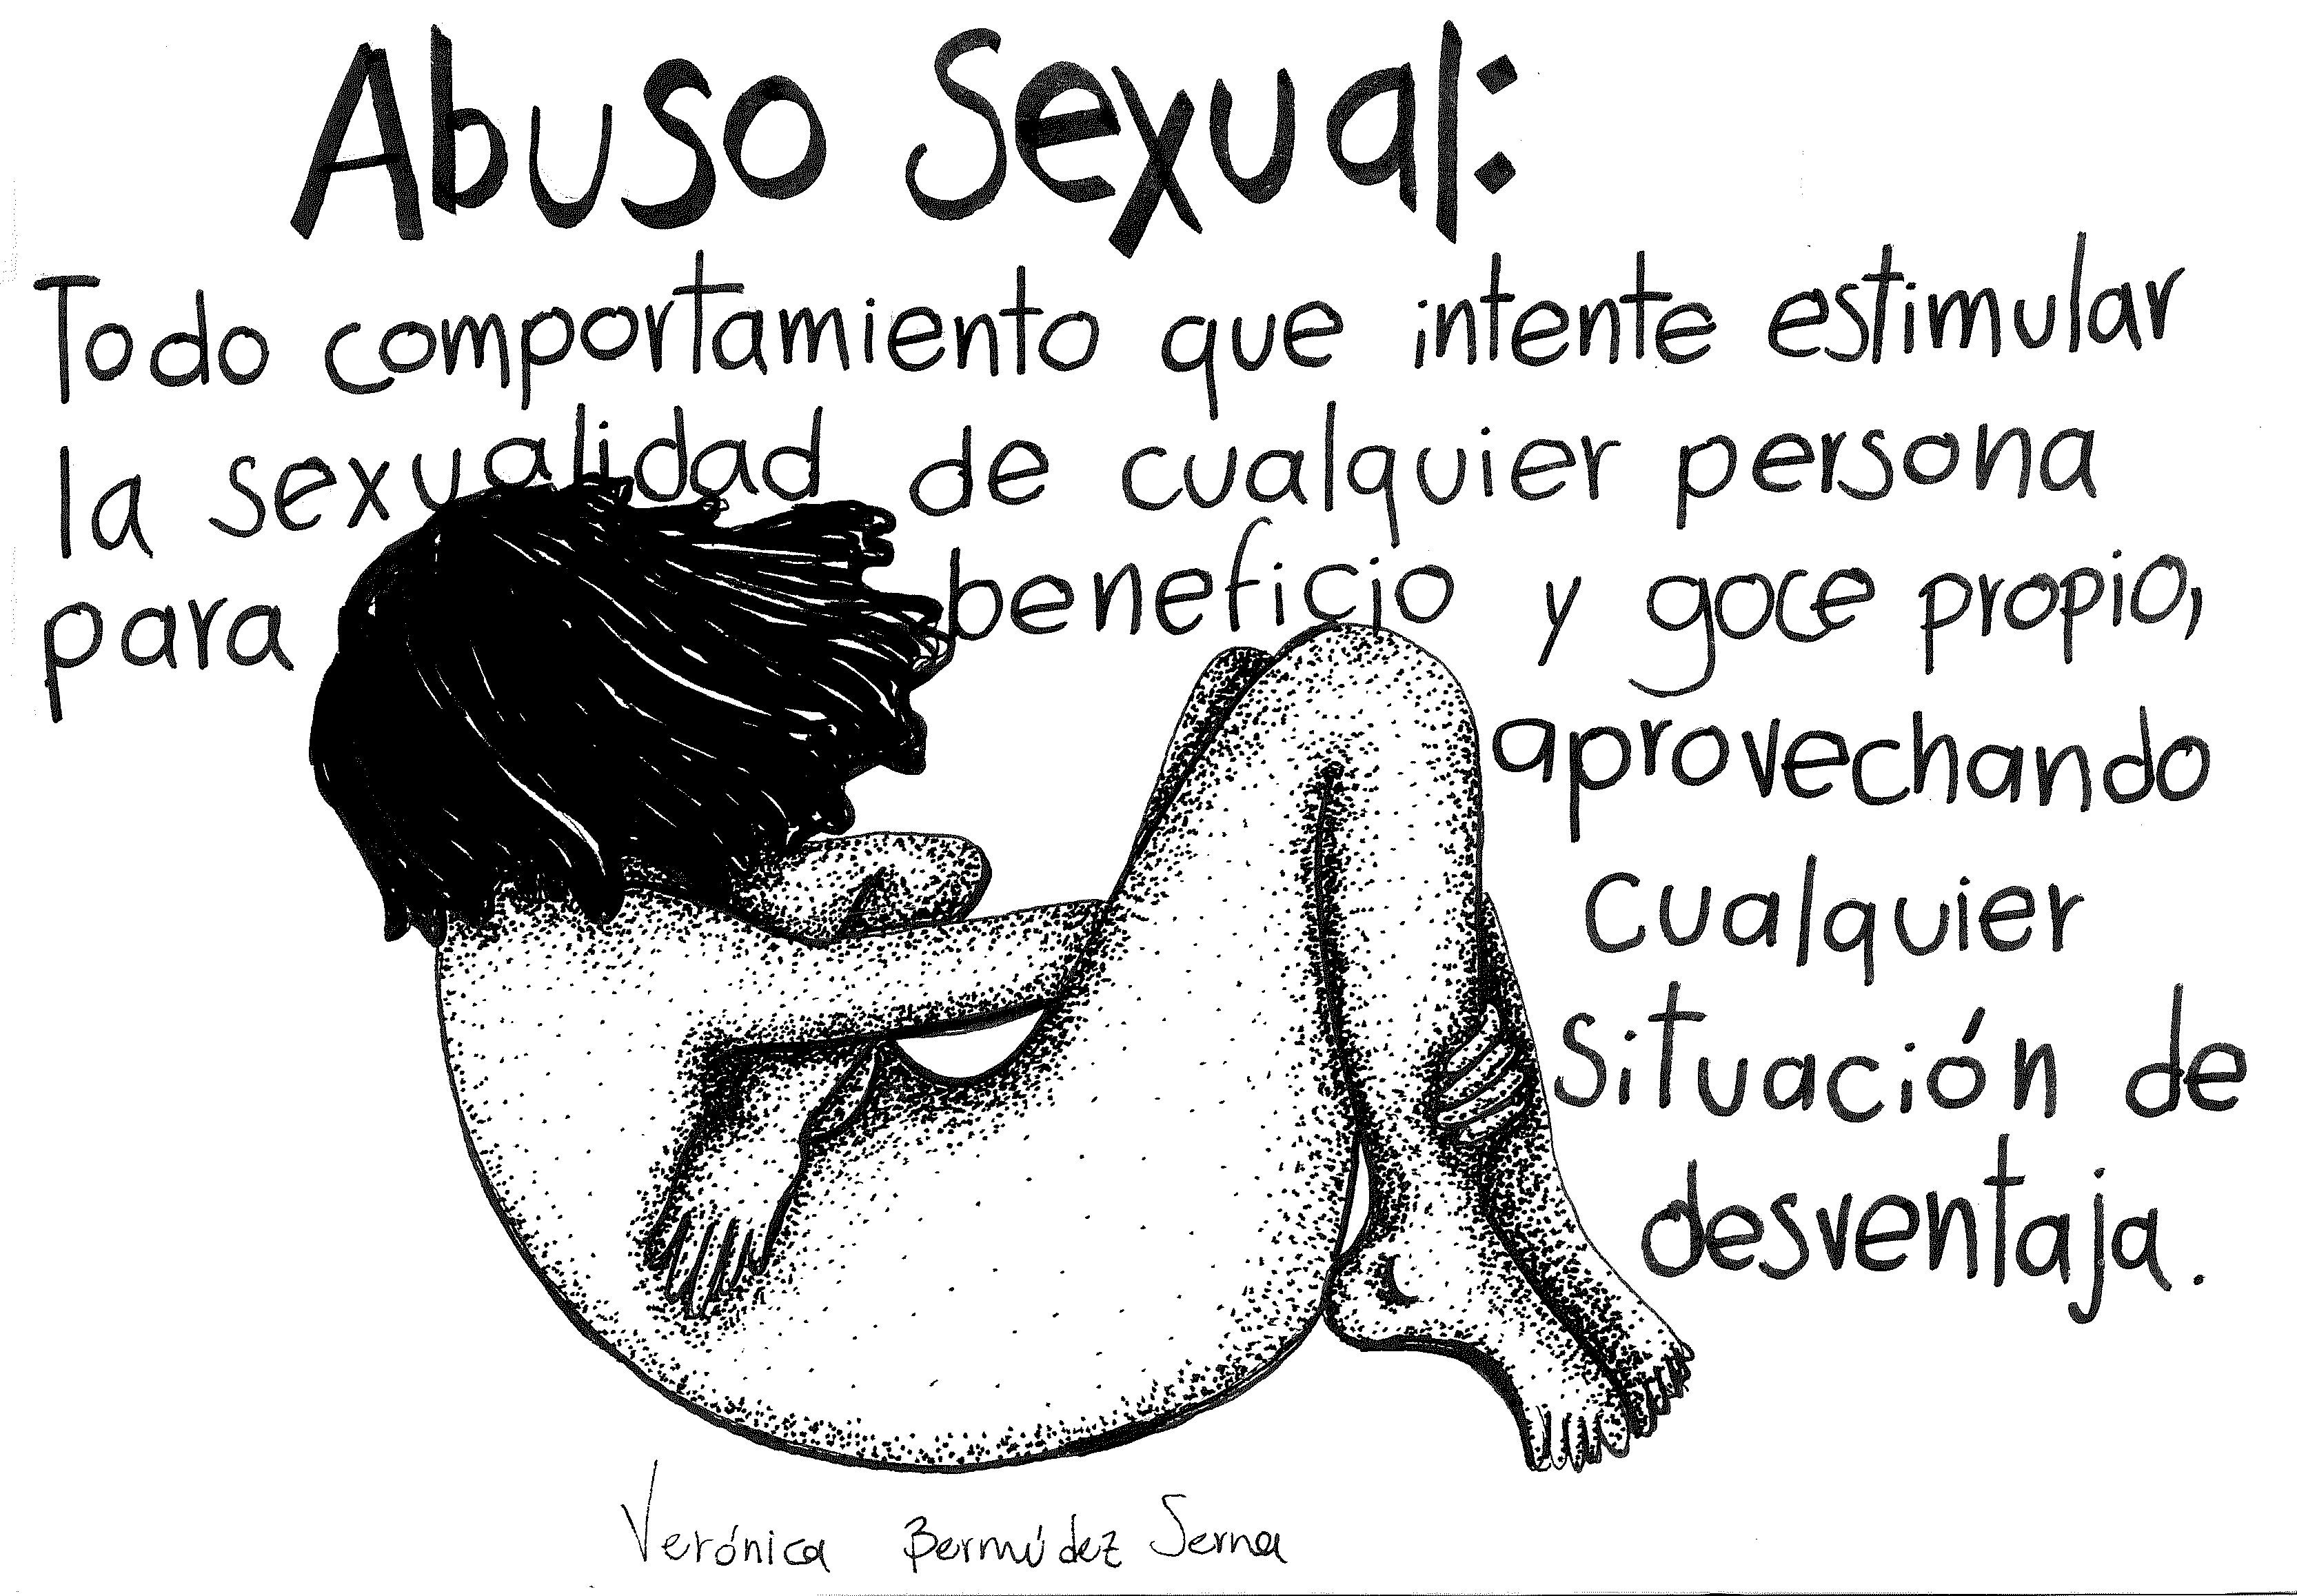 Abuso Sexual:
Todo comportamiento que intente estimular
la sexualidad de cualquier persona
para beneficio y goce propio,
aprovechando
cualquier
Situación de
desventaja.
Verónica Bermúdez Serna